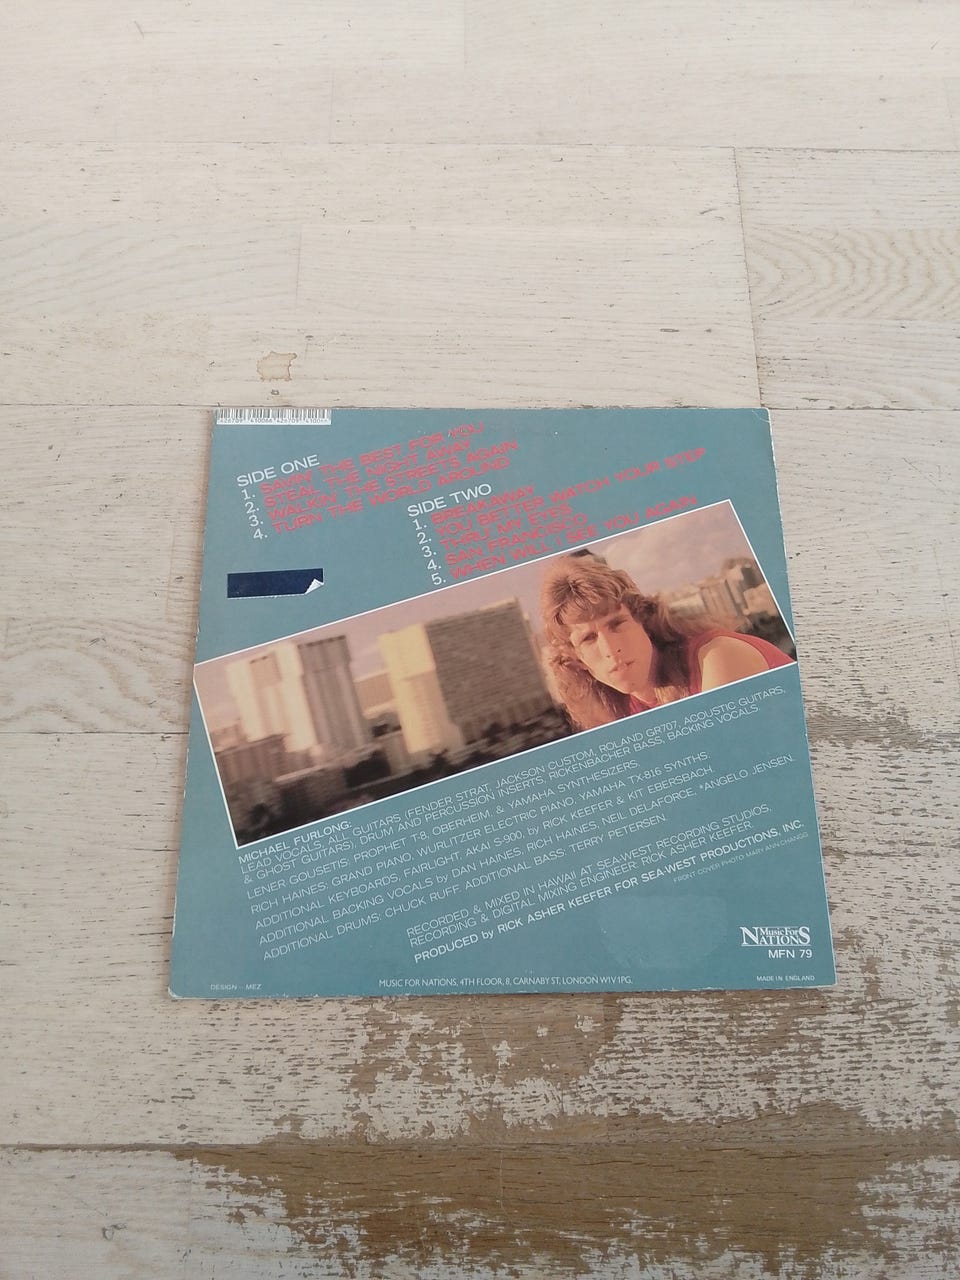 SIDE ONE
1. SAVIN' THE BEST FOR YOU
2. STEAL THE NIGHT AWAY
3. WALKIN' THE STREETS AGAIN
4. TURN THE WORLD AROUND
SIDE TWO
1. BREAKAWAY
2. YOU BETTER WATCH YOUR STEP
3. THRU MY EYES
4. SAN FRANCISCO
5. WHEN WILL I SEE YOU AGAIN
MICHAEL FURLONG:
LEAD VOCALS, ALL GUITARS (FENDER STRAT, JACKSON CUSTOM, ROLAND GR707, ACOUSTIC GUITARS,
& GHOST GUITARS), DRUM AND PERCUSSION INSERTS, RICKENBACHER BASS, BACKING VOCALS.
LENER GOUSETIS: PROPHET T-8, OBERHEIM, & YAMAHA SYNTHESIZERS.
RICH HAINES: GRAND PIANO, WURLITZER ELECTRIC PIANO, YAMAHA TX-816 SYNTHS.
ADDITIONAL KEYBOARDS, FAIRLIGHT, AKAI S-900, by RICK KEEFER & KIT EBERSBACH
ADDITIONAL BACKING VOCALS by DAN HAINES, RICH HAINES, NEIL DELAFORCE, *ANGELO JENSEN.
ADDITIONAL DRUMS: CHUCK RUFF ADDITIONAL BASS: TERRY PETERSEN.
RECORDED & MIXED IN HAWAII AT SEA-WEST RECORDING STUDIOS,
RECORDING & DIGITAL MIXING ENGINEER: RICK ASHER KEEFER.
PRODUCED by RICK ASHER KEEFER FOR SEA-WEST PRODUCTIONS, INC.
FRONT COVER PHOTO: MARY ANN CHANGG
Music For
NATIONS
MFN 79
DESIGN — MEZ
MUSIC FOR NATIONS, 4TH FLOOR, 8, CARNABY ST, LONDON W1V 1PG.
MADE IN ENGLAND